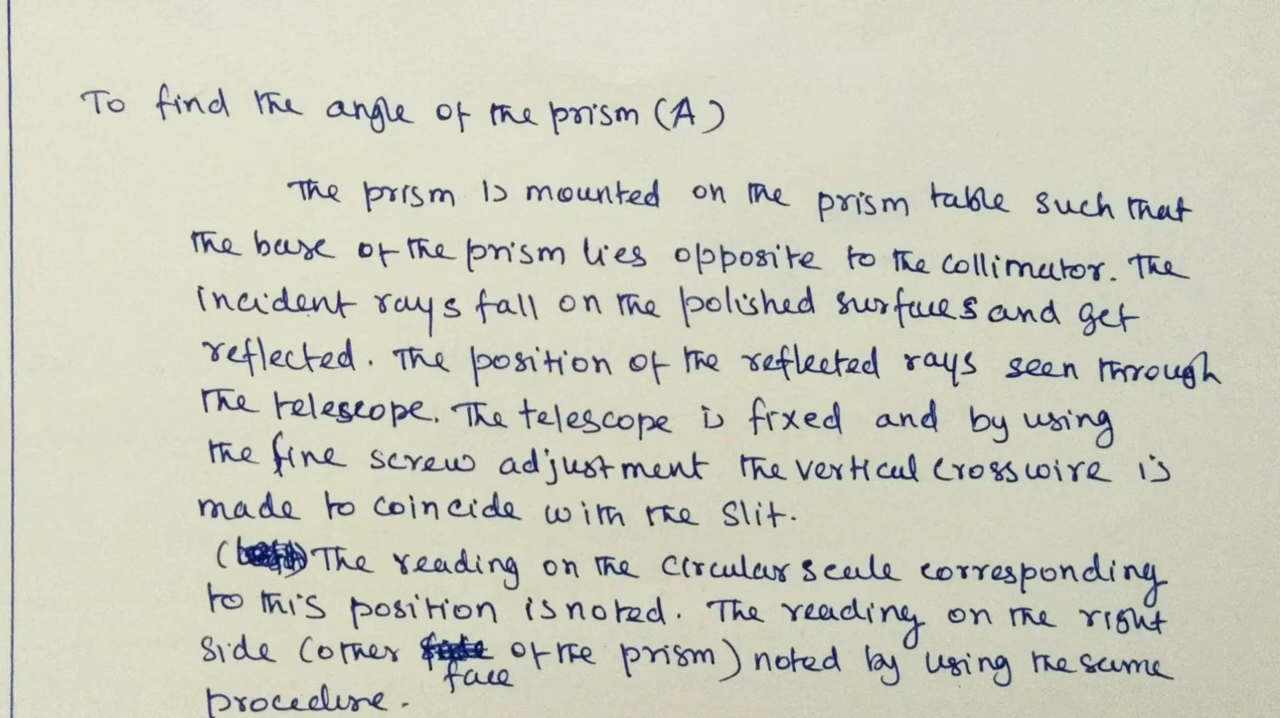 To find the angle of the prism (A)
The prism is mounted on the prism table such that
the base of the prism lies opposite to the collimator. The
incident rays fall on the polished surfaces and get
reflected. The position of the reflected rays seen through
the telescope. The telescope is fixed and by using
the fine screw adjustment the vertical crosswire is
made to coincide with the slit.
( ) The reading on the circular scale corresponding
to this position is noted. The reading on the right
side (other of the prism) noted by using the same
face
procedure.